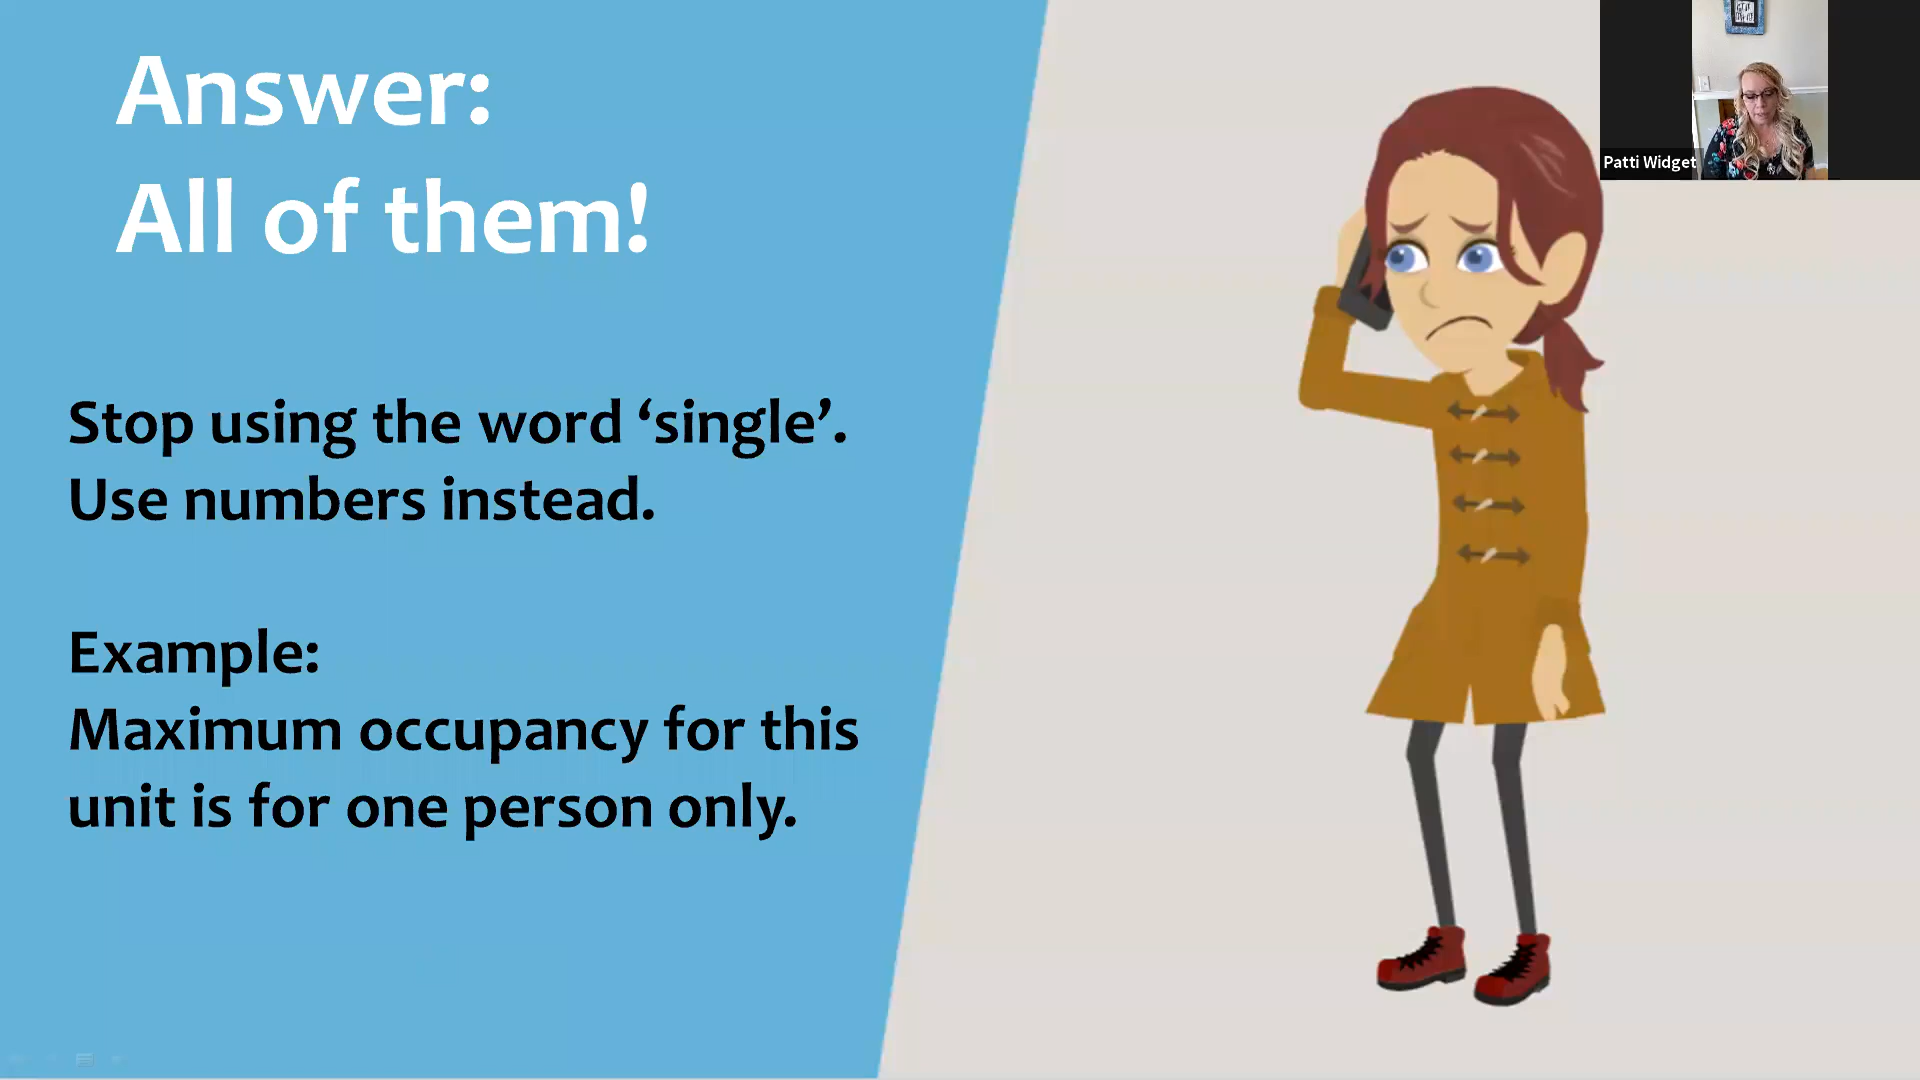 Answer:
All of them!
Stop using the word ‘single’.
Use numbers instead.
Example:
Maximum occupancy for this
unit is for one person only.
Patti Widget